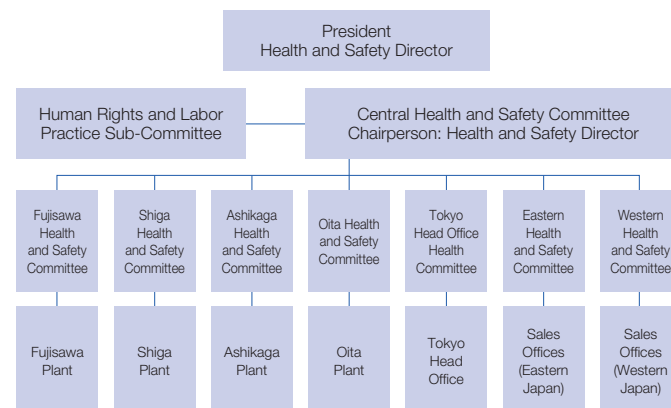 President
Health and Safety Director
Human Rights and Labor
Practice Sub-Committee
Central Health and Safety Committee
Chairperson: Health and Safety Director
Fujisawa
Health
and Safety
Committee
Shiga
Health
and Safety
Committee
Ashikaga
Health
and Safety
Committee
Oita Health
and Safety
Committee
Tokyo
Head Office
Health
Committee
Eastern
Health
and Safety
Committee
Western
Health
and Safety
Committee
Fujisawa
Plant
Shiga
Plant
Ashikaga
Plant
Oita
Plant
Tokyo
Head
Office
Sales
Offices
(Eastern
Japan)
Sales
Offices
(Western
Japan)